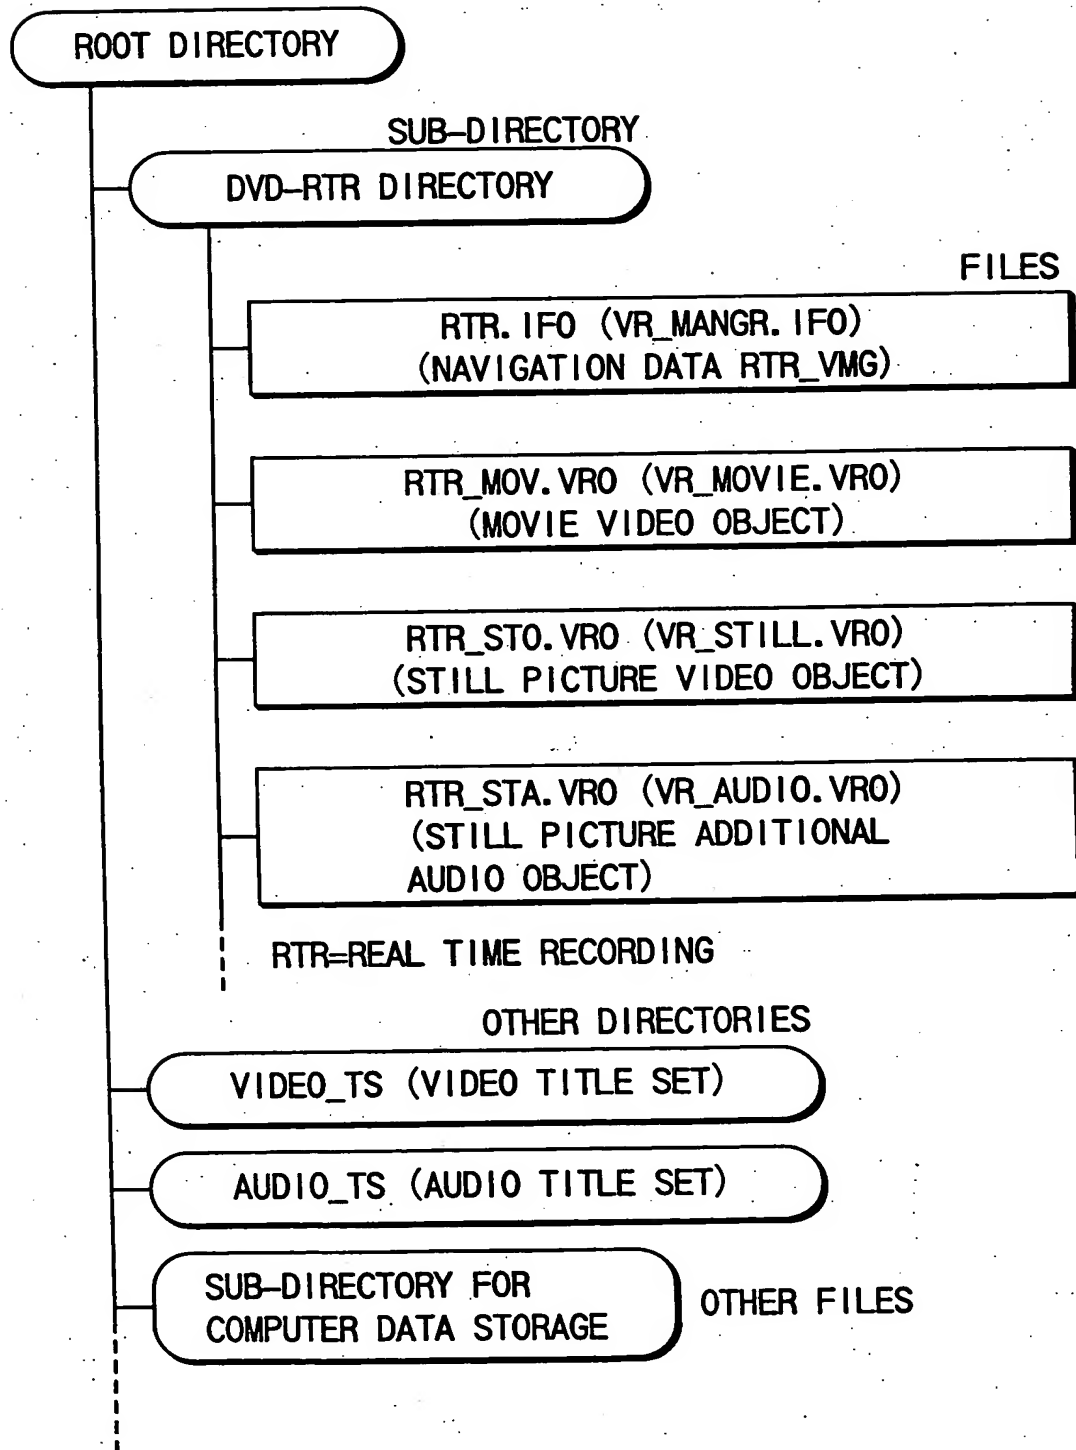 ROOT DIRECTORY
SUB-DIRECTORY
DVD-RTR DIRECTORY
FILES
RTR.IFO (VR_MANGR.IFO)
(NAVIGATION DATA RTR_VMG)
RTR_MOV.VRO (VR_MOVIE.VRO)
(MOVIE VIDEO OBJECT)
RTR_STO.VRO (VR_STILL.VRO)
(STILL PICTURE VIDEO OBJECT)
RTR_STA.VRO (VR_AUDIO.VRO)
(STILL PICTURE ADDITIONAL
AUDIO OBJECT)
RTR=REAL TIME RECORDING
OTHER DIRECTORIES
VIDEO_TS (VIDEO TITLE SET)
AUDIO_TS (AUDIO TITLE SET)
SUB-DIRECTORY FOR
COMPUTER DATA STORAGE
OTHER FILES